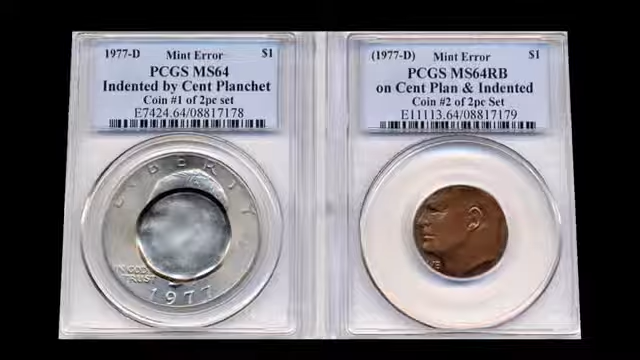 1977-D Mint Error $1
PCGS MS64
Indented by Cent Planchet
Coin #1 of 2pc set
E7424.64/08817178
(1977-D) Mint Error $1
PCGS MS64RB
on Cent Plan & Indented
Coin #2 of 2pc Set
E11113.64/08817179
LIBERTY
IN GOD
TRUST
1977
WE